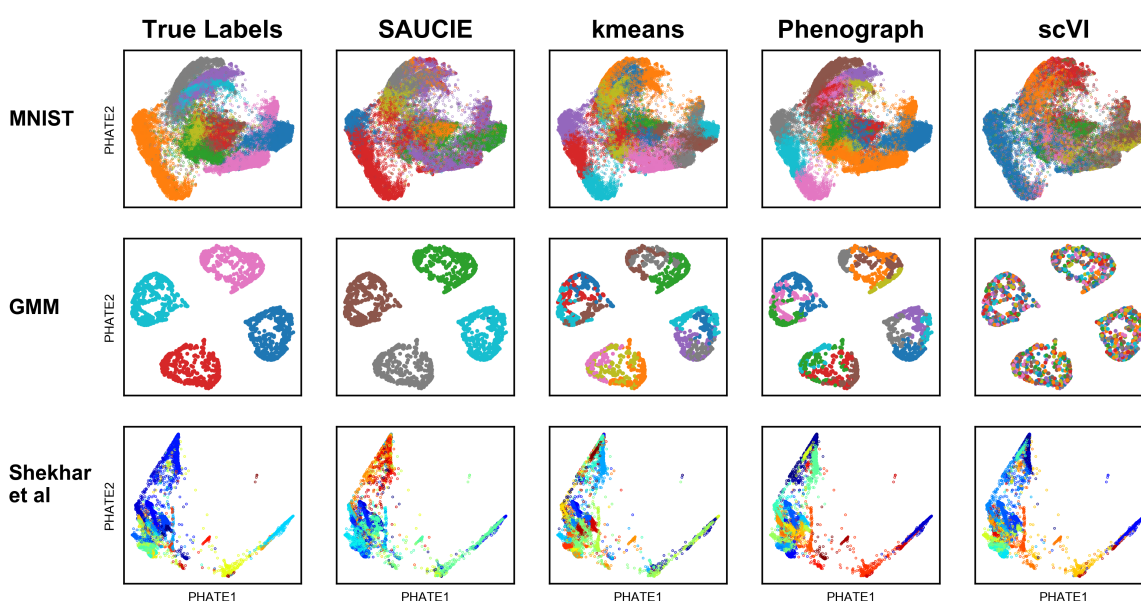 True Labels SAUCIE kmeans Phenograph scVI
MNIST
PHATE2
GMM
PHATE2
Shekhar
et al
PHATE2
PHATE1 PHATE1 PHATE1 PHATE1 PHATE1